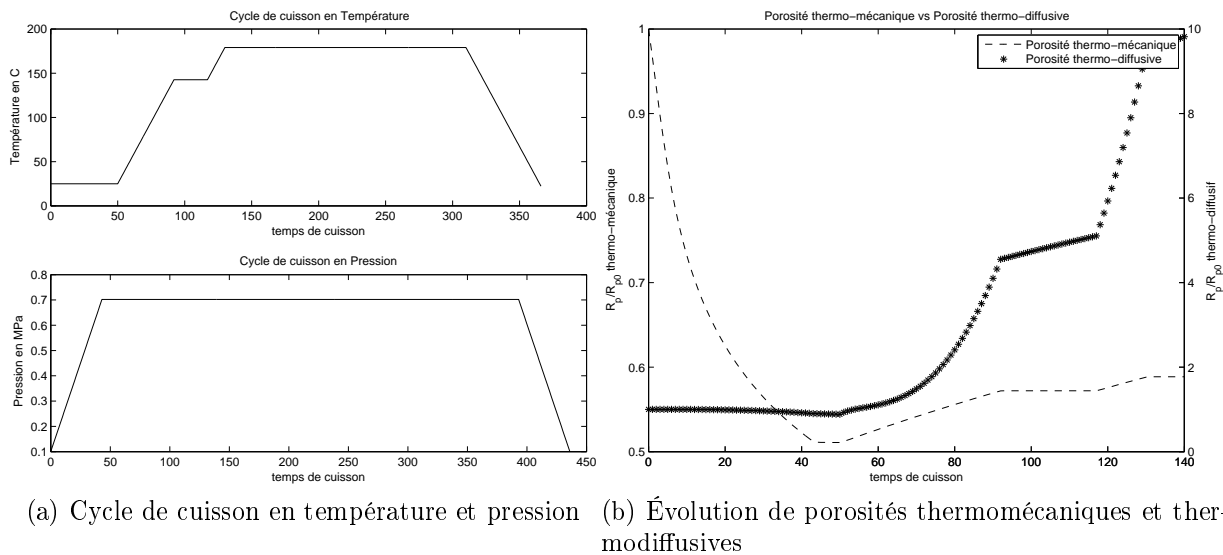 Cycle de cuisson en Température
200
150
100
50
0
Température en C
0 50 100 150 200 250 300 350 400
temps de cuisson
Cycle de cuisson en Pression
0.8
0.7
0.6
0.5
0.4
0.3
0.2
0.1
Pression en MPa
0 50 100 150 200 250 300 350 400 450
temps de cuisson
(a) Cycle de cuisson en température et pression
Porosité thermo−mécanique vs Porosité thermo−diffusive
1
0.9
0.8
0.7
0.6
0.5
R_p/R_p0 thermo−mécanique
Porosité thermo−mécanique
Porosité thermo−diffusive
10
8
6
4
2
0
R_p/R_p0 thermo−diffusif
0 20 40 60 80 100 120 140
temps de cuisson
(b) Évolution de porosités thermomécaniques et ther-
modiffusives